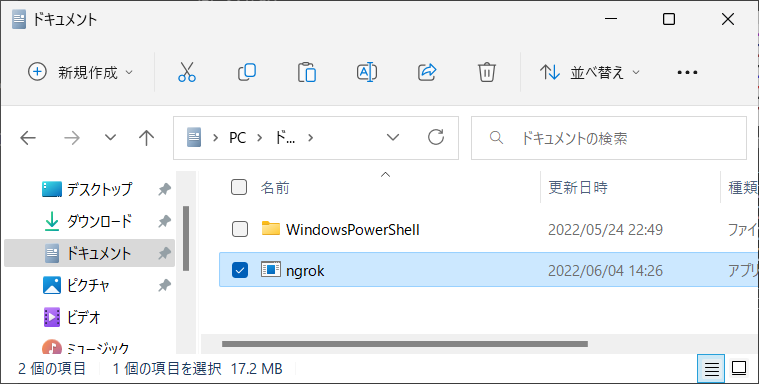 ドキュメント
新規作成 並べ替え
PC ド... ドキュメントの検索
名前 更新日時 種類
デスクトップ
ダウンロード
ドキュメント
ピクチャ
ビデオ
ミュージック
WindowsPowerShell 2022/05/24 22:49 ファイ
ngrok 2022/06/04 14:26 アプリ
2 個の項目 1 個の項目を選択 17.2 MB